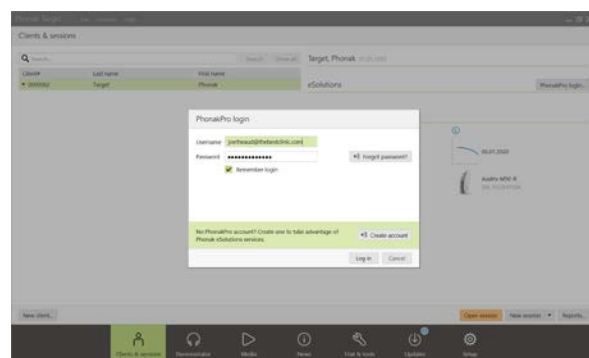 Phonak Target
Clients & sessions
Search...
Search
Show all
Target, Phonak
Client#
Last name
First name
0000002
Target
Phonak
eSolutions
PhonakPro login...
PhonakPro login
Username
Password
•••••••••••••
Forgot password?
Remember login
No PhonakPro account? Create one to take advantage of
Phonak eSolutions services.
Create account
Log in
Cancel
Audéo M90-R
New client...
Open session
New session
Reports...
Clients & sessions
Demonstrator
Media
News
Updates
Setup